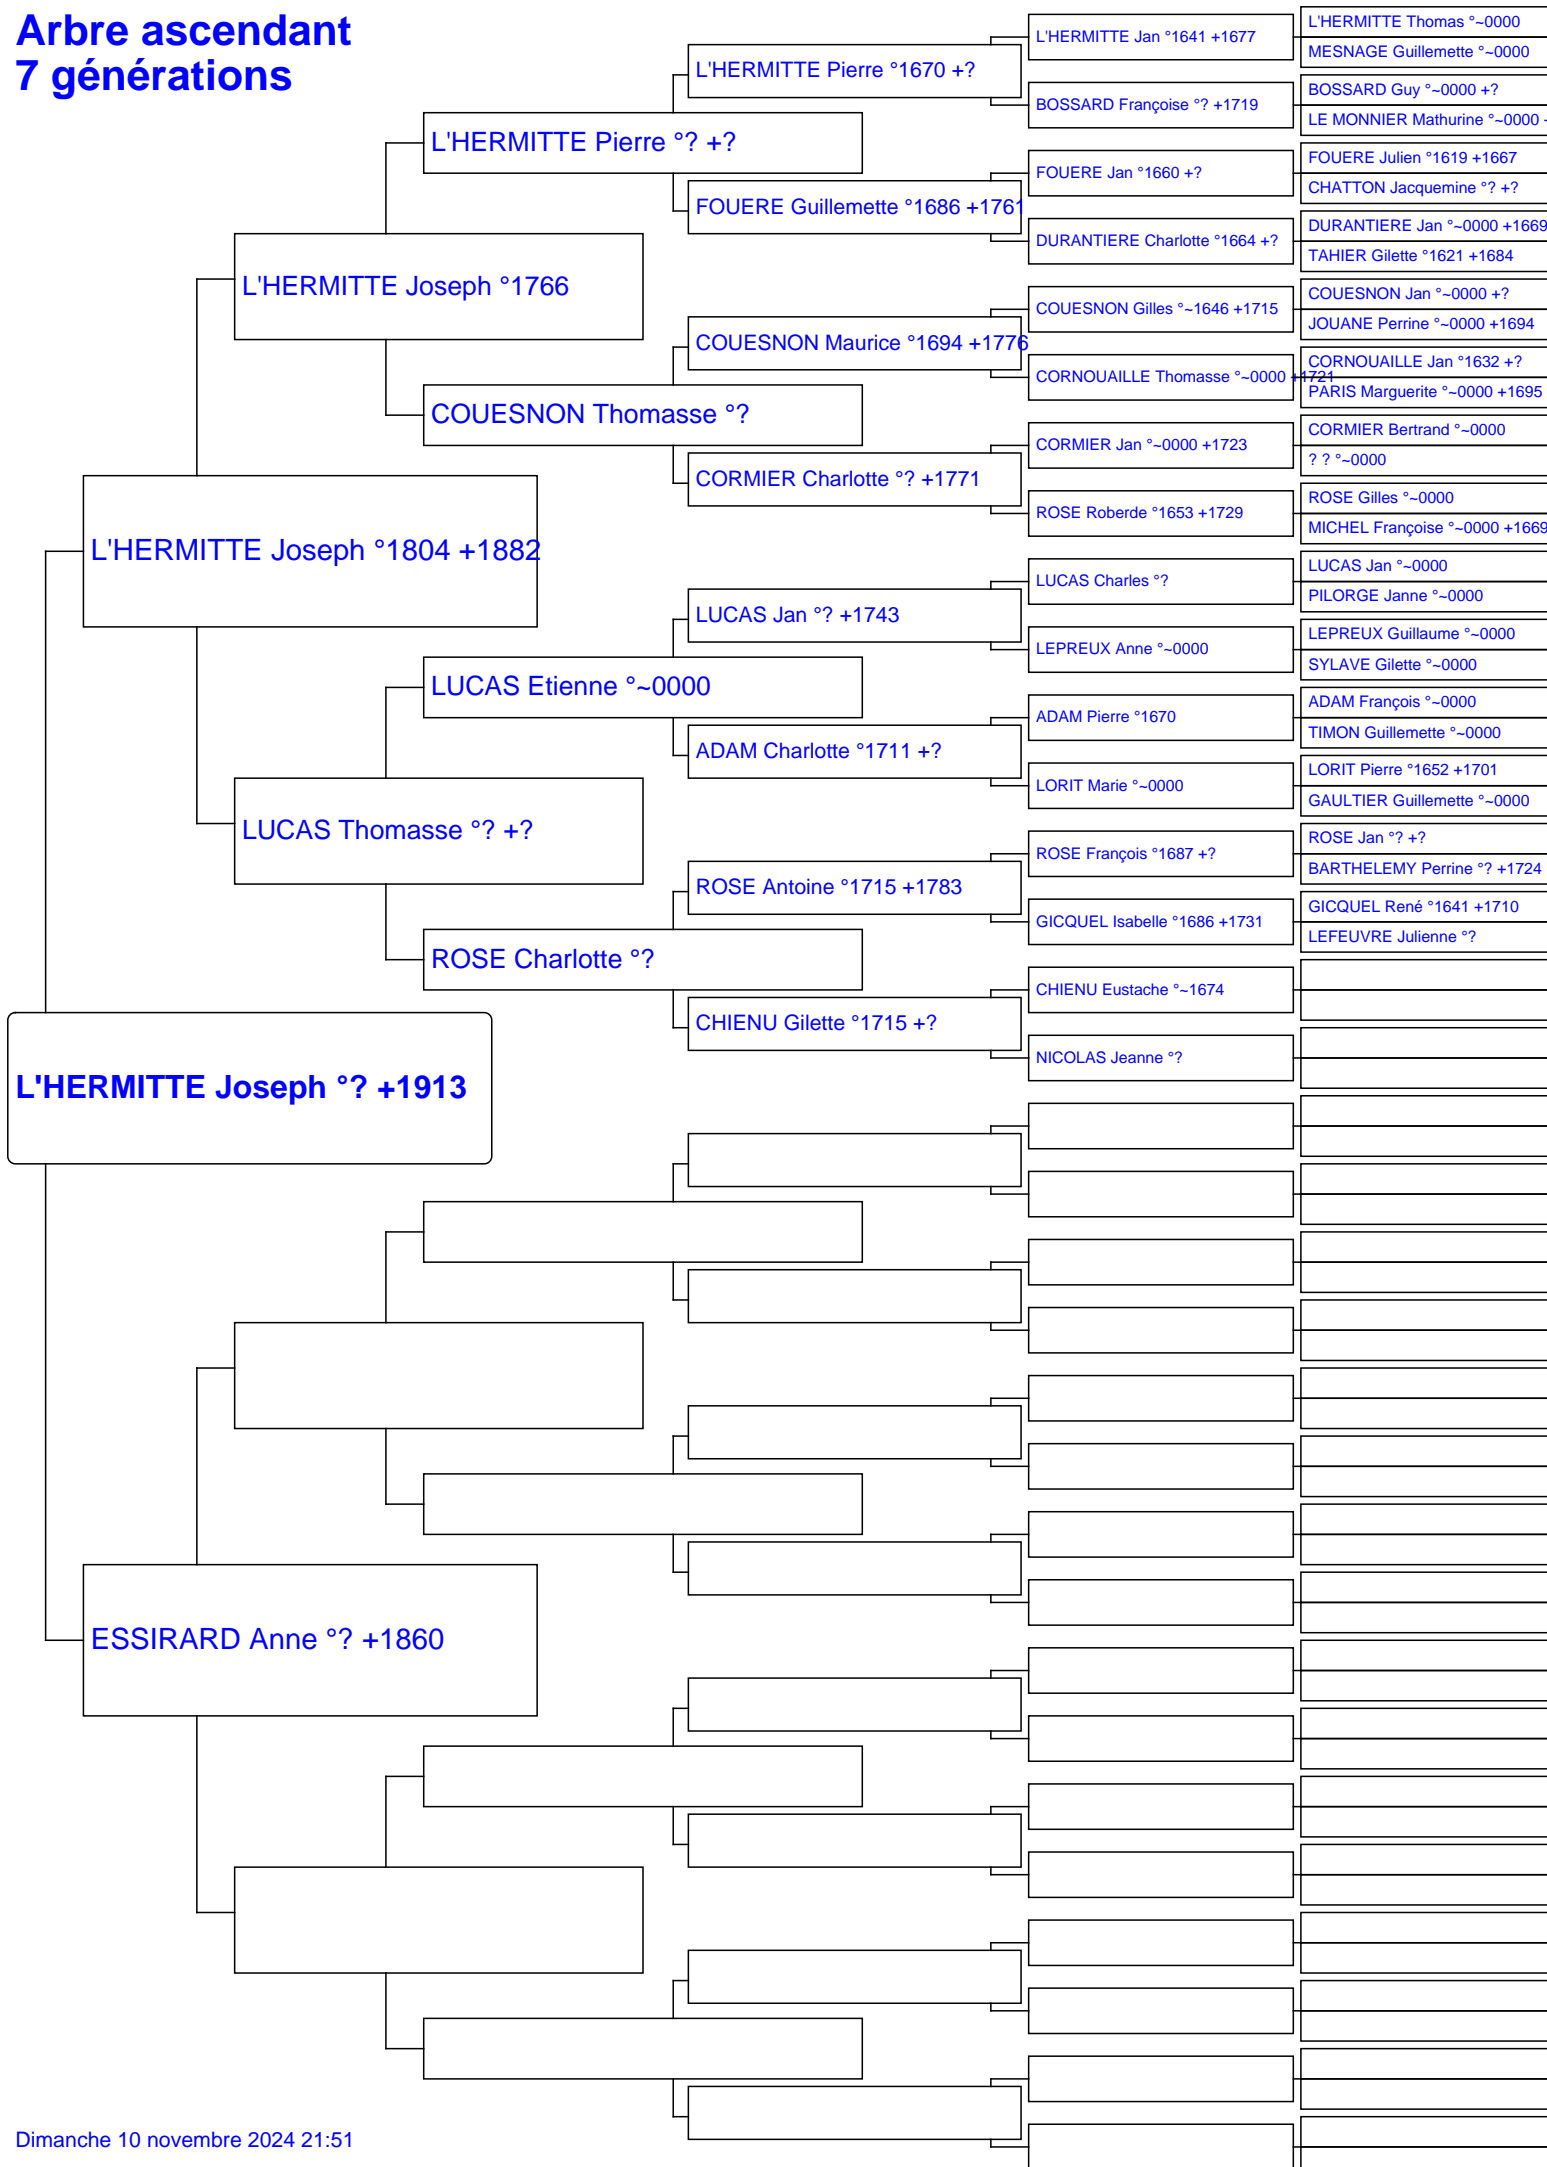 Arbre ascendant
7 générations
L'HERMITTE Joseph °? +1913
L'HERMITTE Joseph °1804 +1882
ESSIRARD Anne °? +1860
L'HERMITTE Joseph °1766
LUCAS Thomasse °? +?
L'HERMITTE Pierre °? +?
COUESNON Thomasse °?
LUCAS Etienne °~0000
ROSE Charlotte °?
L'HERMITTE Pierre °1670 +?
FOUERE Guillemette °1686 +1761
COUESNON Maurice °1694 +1776
CORMIER Charlotte °? +1771
LUCAS Jan °? +1743
ADAM Charlotte °1711 +?
ROSE Antoine °1715 +1783
CHIENU Gilette °1715 +?
L'HERMITTE Jan °1641 +1677
BOSSARD Françoise °? +1719
FOUERE Jan °1660 +?
DURANTIERE Charlotte °1664 +?
COUESNON Gilles °~1646 +1715
CORNOUAILLE Thomasse °~0000 +1721
CORMIER Jan °~0000 +1723
ROSE Roberde °1653 +1729
LUCAS Charles °?
LEPREUX Anne °~0000
ADAM Pierre °1670
LORIT Marie °~0000
ROSE François °1687 +?
GICQUEL Isabelle °1686 +1731
CHIENU Eustache °~1674
NICOLAS Jeanne °?
L'HERMITTE Thomas °~0000
MESNAGE Guillemette °~0000
BOSSARD Guy °~0000 +?
LE MONNIER Mathurine °~0000
FOUERE Julien °1619 +1667
CHATTON Jacquemine °? +?
DURANTIERE Jan °~0000 +1669
TAHIER Gilette °1621 +1684
COUESNON Jan °~0000 +?
JOUANE Perrine °~0000 +1694
CORNOUAILLE Jan °1632 +?
PARIS Marguerite °~0000 +1695
CORMIER Bertrand °~0000
? ? °~0000
ROSE Gilles °~0000
MICHEL Françoise °~0000 +1669
LUCAS Jan °~0000
PILORGE Janne °~0000
LEPREUX Guillaume °~0000
SYLAVE Gilette °~0000
ADAM François °~0000
TIMON Guillemette °~0000
LORIT Pierre °1652 +1701
GAULTIER Guillemette °~0000
ROSE Jan °? +?
BARTHELEMY Perrine °? +1724
GICQUEL René °1641 +1710
LEFEUVRE Julienne °?
Dimanche 10 novembre 2024 21:51